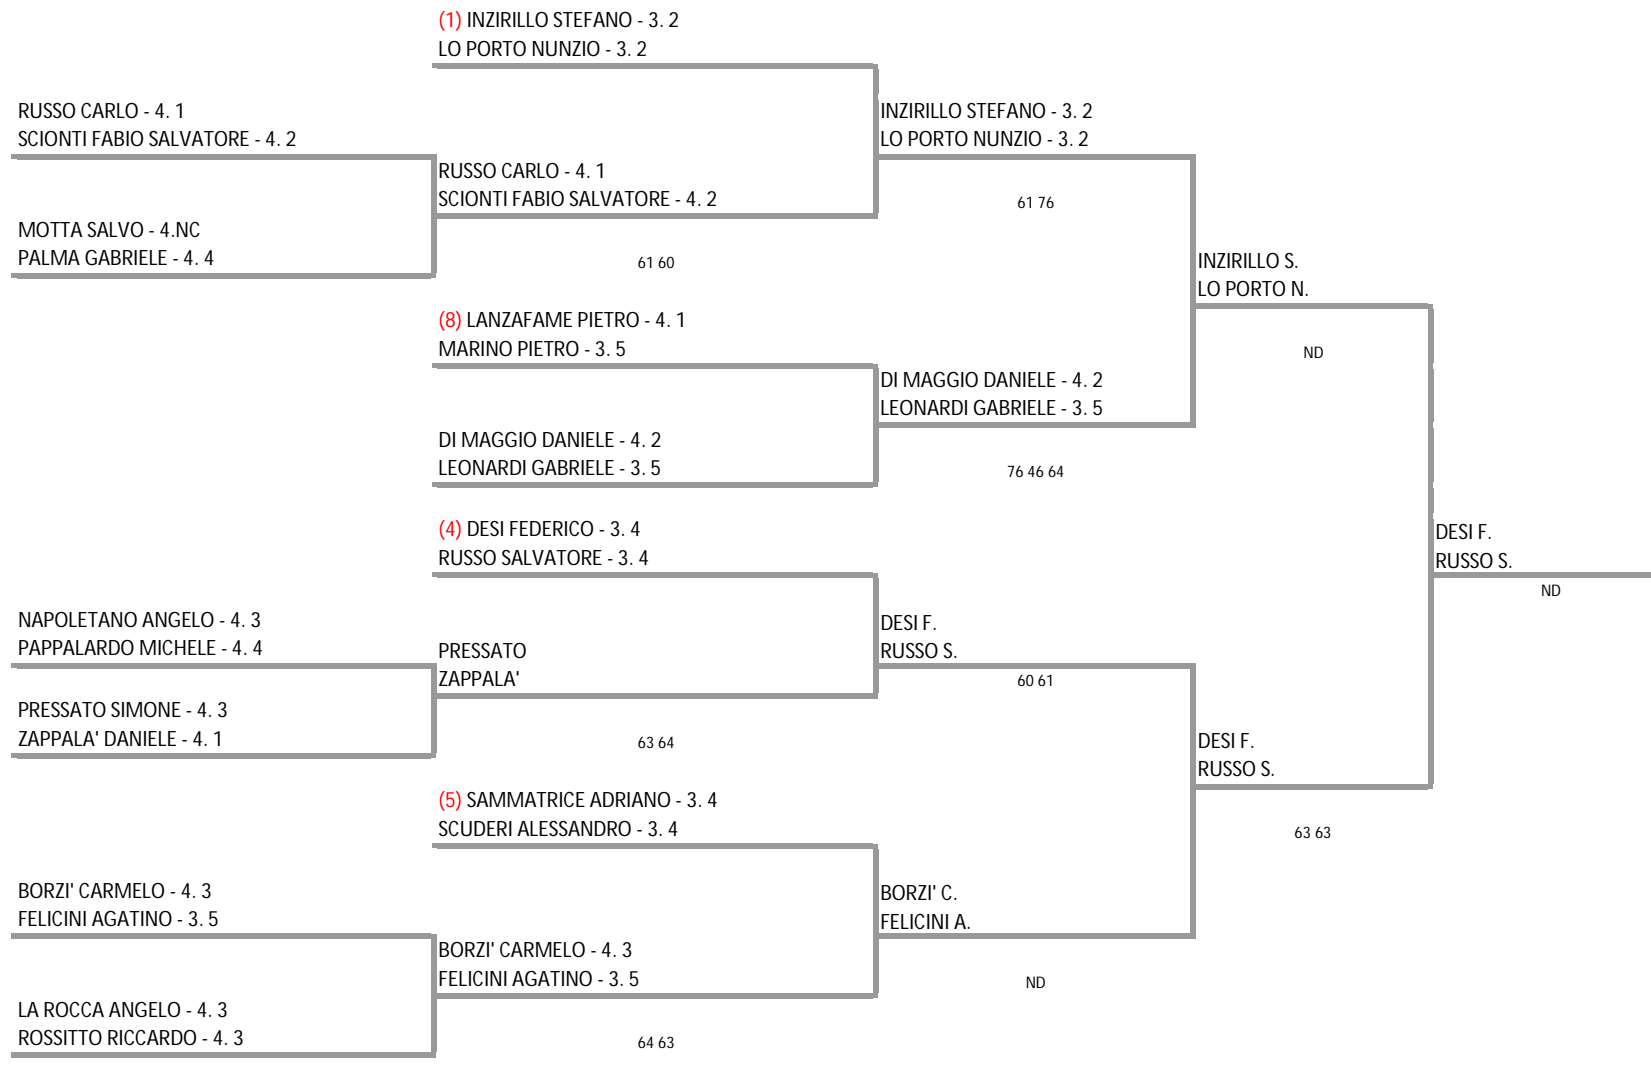 (1) INZIRILLO STEFANO - 3. 2
LO PORTO NUNZIO - 3. 2
RUSSO CARLO - 4. 1
SCIONTI FABIO SALVATORE - 4. 2
INZIRILLO STEFANO - 3. 2
LO PORTO NUNZIO - 3. 2
RUSSO CARLO - 4. 1
SCIONTI FABIO SALVATORE - 4. 2
61 76
MOTTA SALVO - 4.NC
PALMA GABRIELE - 4. 4
61 60
INZIRILLO S.
LO PORTO N.
(8) LANZAFAME PIETRO - 4. 1
MARINO PIETRO - 3. 5
ND
DI MAGGIO DANIELE - 4. 2
LEONARDI GABRIELE - 3. 5
DI MAGGIO DANIELE - 4. 2
LEONARDI GABRIELE - 3. 5
76 46 64
(4) DESI FEDERICO - 3. 4
RUSSO SALVATORE - 3. 4
DESI F.
RUSSO S.
ND
NAPOLETANO ANGELO - 4. 3
PAPPALARDO MICHELE - 4. 4
DESI F.
RUSSO S.
PRESSATO
ZAPPALA'
60 61
PRESSATO SIMONE - 4. 3
ZAPPALA' DANIELE - 4. 1
63 64
DESI F.
RUSSO S.
(5) SAMMATRICE ADRIANO - 3. 4
SCUDERI ALESSANDRO - 3. 4
63 63
BORZI' CARMELO - 4. 3
FELICINI AGATINO - 3. 5
BORZI' C.
FELICINI A.
BORZI' CARMELO - 4. 3
FELICINI AGATINO - 3. 5
ND
LA ROCCA ANGELO - 4. 3
ROSSITTO RICCARDO - 4. 3
64 63